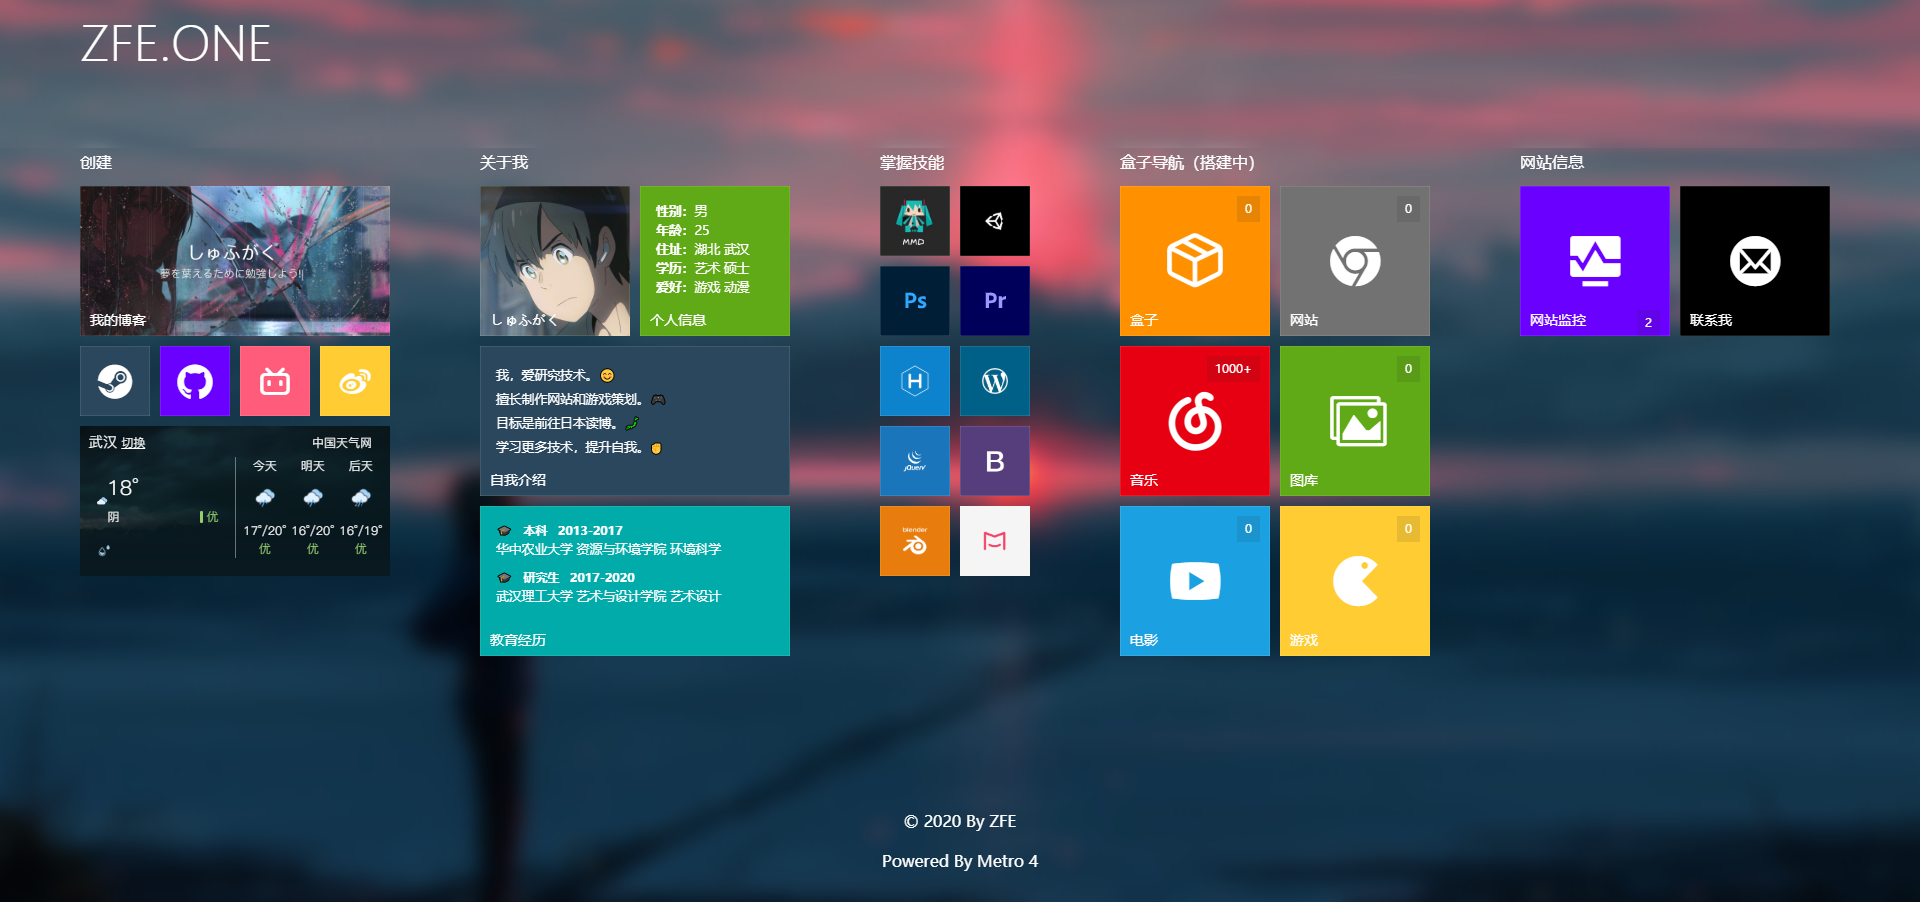 ZFE.ONE
创建
しゅふがく
夢を葉えるために勉強しよう!!
我的博客
武汉 切换
中国天气网
18°
阴
优
今天 明天 后天
17°/20° 16°/20° 16°/19°
优 优 优
关于我
しゅふがく
性别：男
年龄：25
住址：湖北 武汉
学历：艺术 硕士
爱好：游戏 动漫
个人信息
我，爱研究技术。😊
擅长制作网站和游戏策划。🎮
目标是前往日本读博。🗾
学习更多技术，提升自我。✊
自我介绍
🎓 本科 2013-2017
华中农业大学 资源与环境学院 环境科学
🎓 研究生 2017-2020
武汉理工大学 艺术与设计学院 艺术设计
教育经历
掌握技能
MMD
Ps
Pr
H
W
jQuery
B
blender
盒子导航（搭建中）
0
盒子
0
网站
1000+
音乐
0
图库
0
电影
0
游戏
网站信息
网站监控
2
联系我
© 2020 By ZFE
Powered By Metro 4